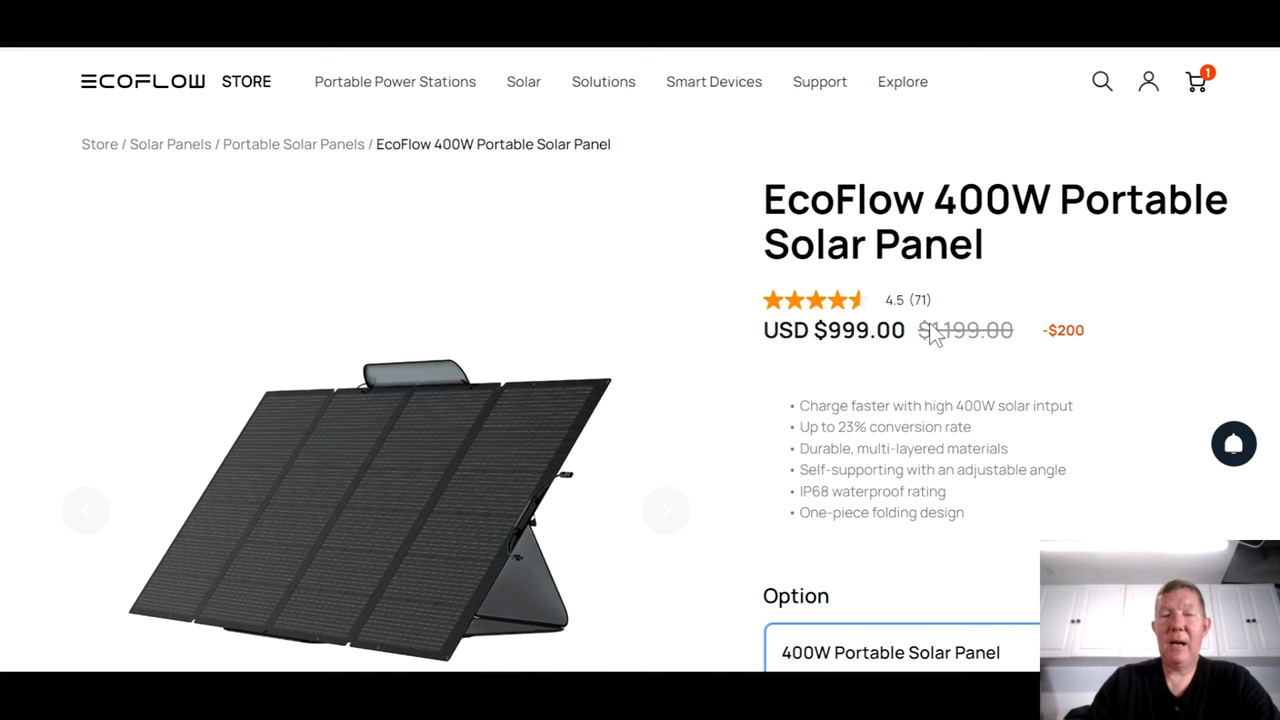 ECOFLOW STORE Portable Power Stations Solar Solutions Smart Devices Support Explore 1
Store / Solar Panels / Portable Solar Panels / EcoFlow 400W Portable Solar Panel
EcoFlow 400W Portable
Solar Panel
4.5 (71)
USD $999.00 $1,199.00 -$200
• Charge faster with high 400W solar intput
• Up to 23% conversion rate
• Durable, multi-layered materials
• Self-supporting with an adjustable angle
• IP68 waterproof rating
• One-piece folding design
Option
400W Portable Solar Panel